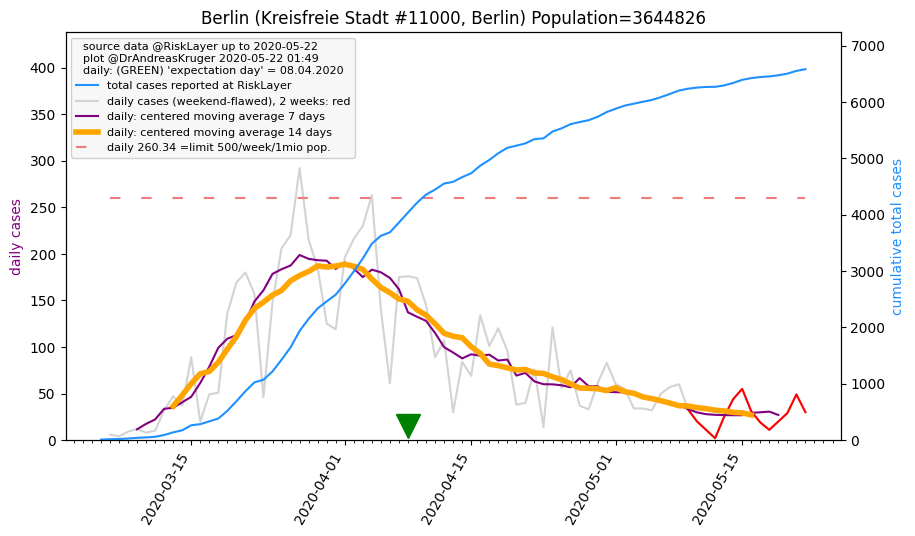 Berlin (Kreisfreie Stadt #11000, Berlin) Population=3644826
source data @RiskLayer up to 2020-05-22
plot @DrAndreasKruger 2020-05-22 01:49
daily: (GREEN) 'expectation day' = 08.04.2020
total cases reported at RiskLayer
daily cases (weekend-flawed), 2 weeks: red
daily: centered moving average 7 days
daily: centered moving average 14 days
daily 260.34 =limit 500/week/1mio pop.
daily cases
400
350
300
250
200
150
100
50
0
7000
6000
5000
4000
3000
2000
1000
0
cumulative total cases
2020-03-15
2020-04-01
2020-04-15
2020-05-01
2020-05-15